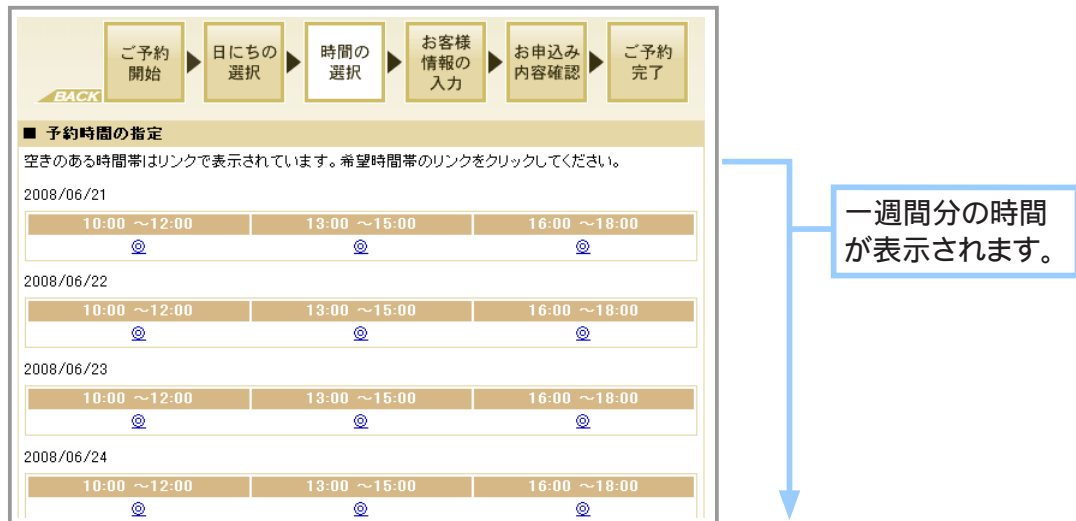 ご予約
開始
日にちの
選択
時間の
選択
お客様
情報の
入力
お申込み
内容確認
ご予約
完了
BACK
■ 予約時間の指定
空きのある時間帯はリンクで表示されています。希望時間帯のリンクをクリックしてください。
2008/06/21
10:00 ～12:00 13:00 ～15:00 16:00 ～18:00
◎ ◎ ◎
2008/06/22
10:00 ～12:00 13:00 ～15:00 16:00 ～18:00
◎ ◎ ◎
2008/06/23
10:00 ～12:00 13:00 ～15:00 16:00 ～18:00
◎ ◎ ◎
2008/06/24
10:00 ～12:00 13:00 ～15:00 16:00 ～18:00
◎ ◎ ◎
一週間分の時間
が表示されます。